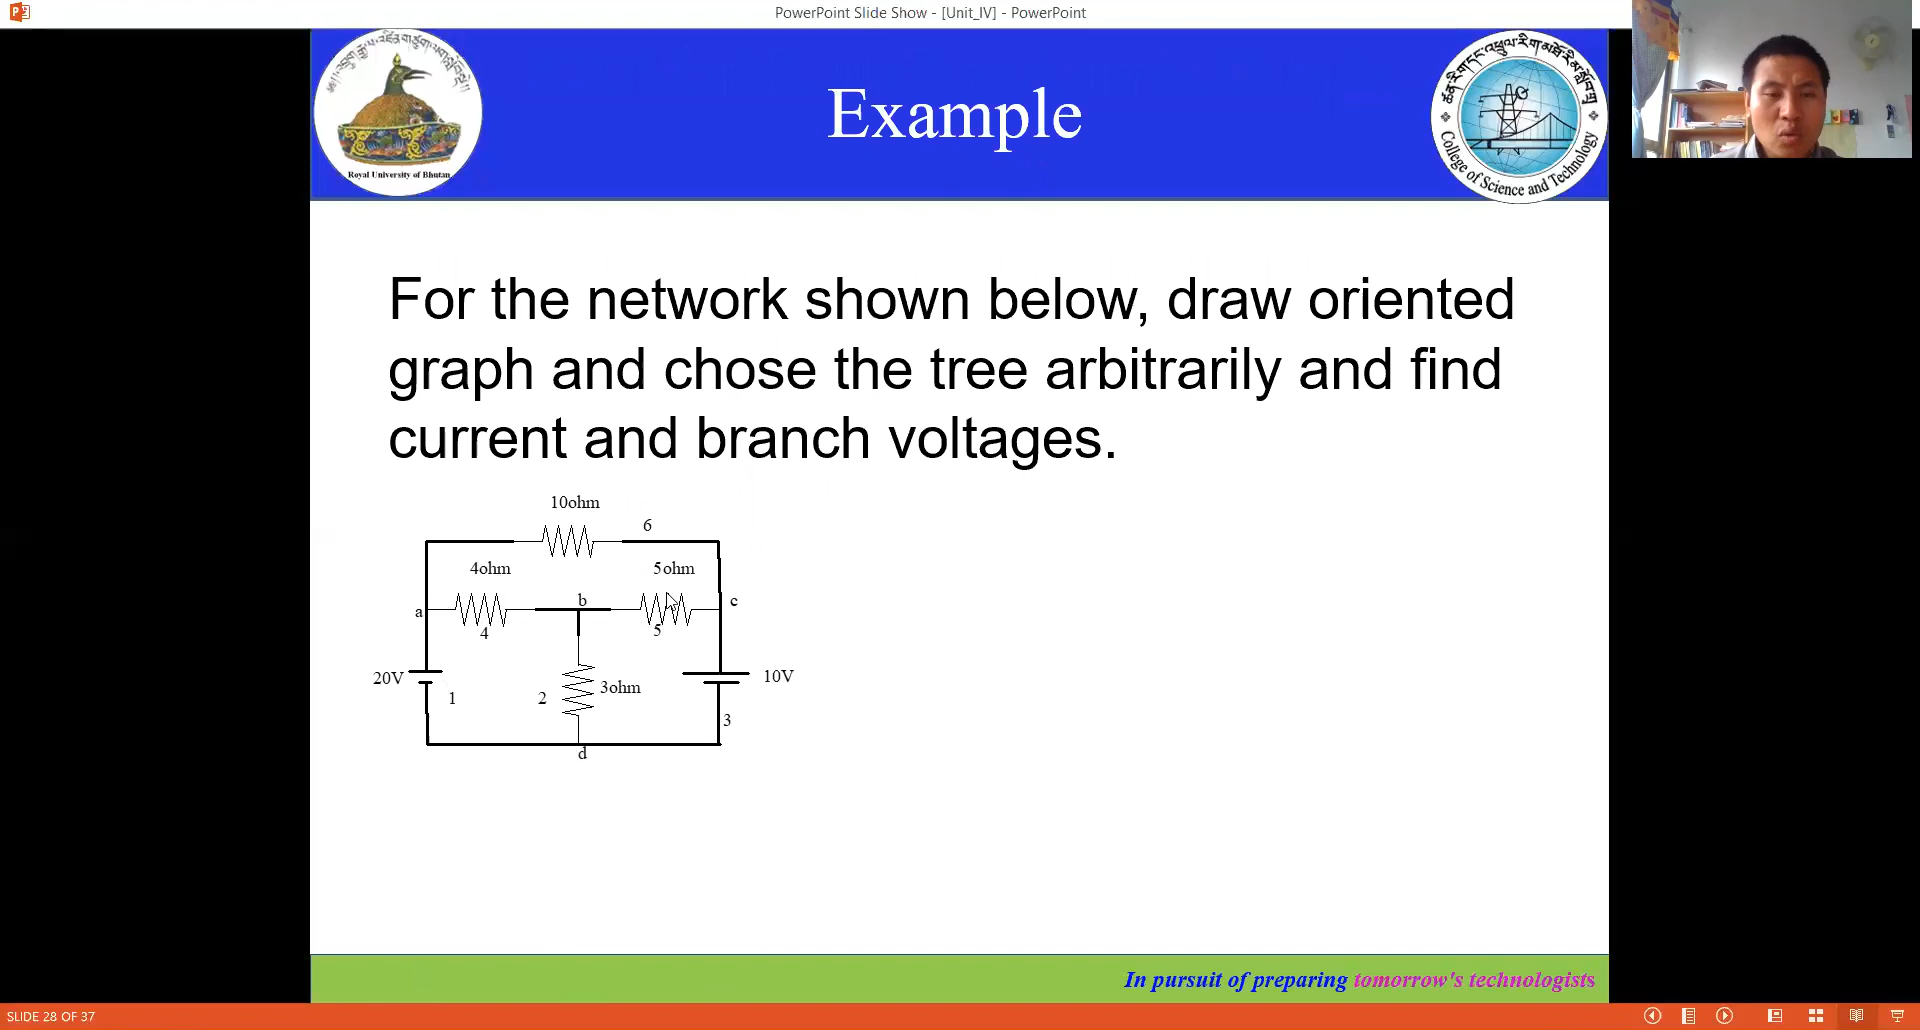 PowerPoint Slide Show - [Unit_IV] - PowerPoint
Royal University of Bhutan
Example
College of Science and Technology
For the network shown below, draw oriented
graph and chose the tree arbitrarily and find
current and branch voltages.
10ohm
6
4ohm
5ohm
a
b
c
4
5
20V
1
2
3ohm
10V
3
d
In pursuit of preparing tomorrow's technologists
SLIDE 28 OF 37